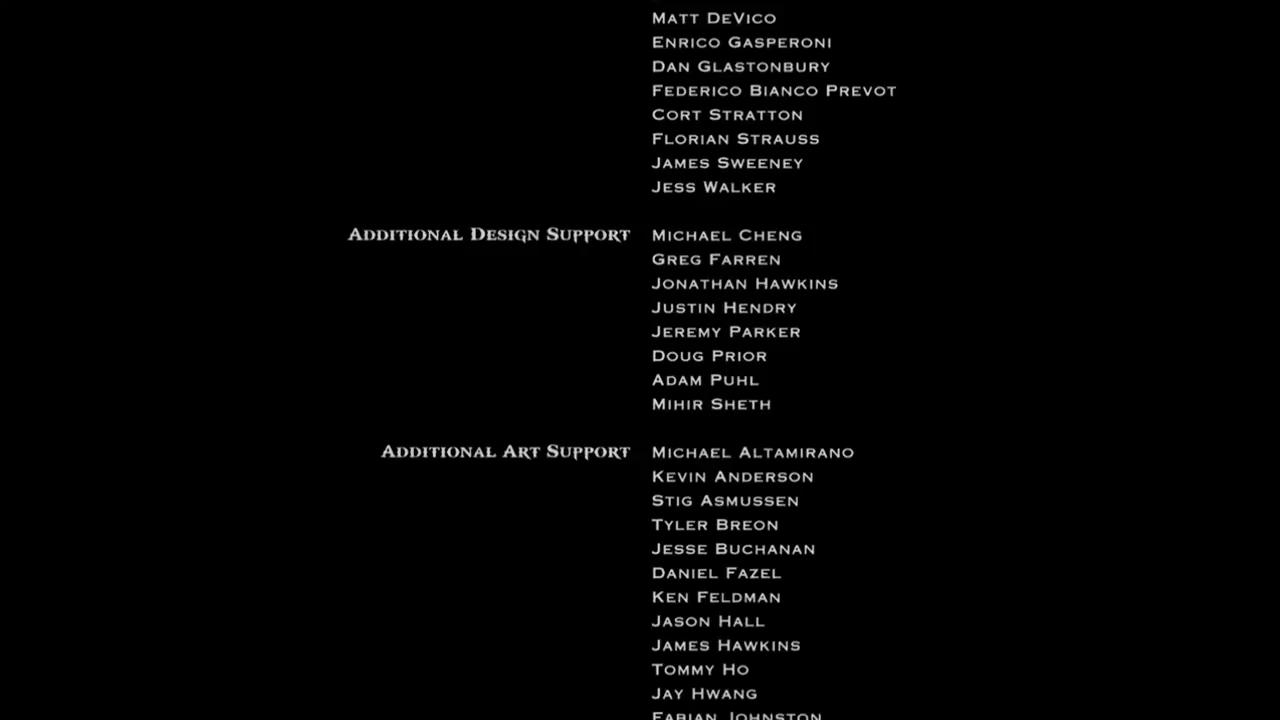 Matt DeVico
Enrico Gasperoni
Dan Glastonbury
Federico Bianco Prevot
Cort Stratton
Florian Strauss
James Sweeney
Jess Walker
Additional Design Support Michael Cheng
Greg Farren
Jonathan Hawkins
Justin Hendry
Jeremy Parker
Doug Prior
Adam Puhl
Mihir Sheth
Additional Art Support Michael Altamirano
Kevin Anderson
Stig Asmussen
Tyler Breon
Jesse Buchanan
Daniel Fazel
Ken Feldman
Jason Hall
James Hawkins
Tommy Ho
Jay Hwang
Fabian Johnston